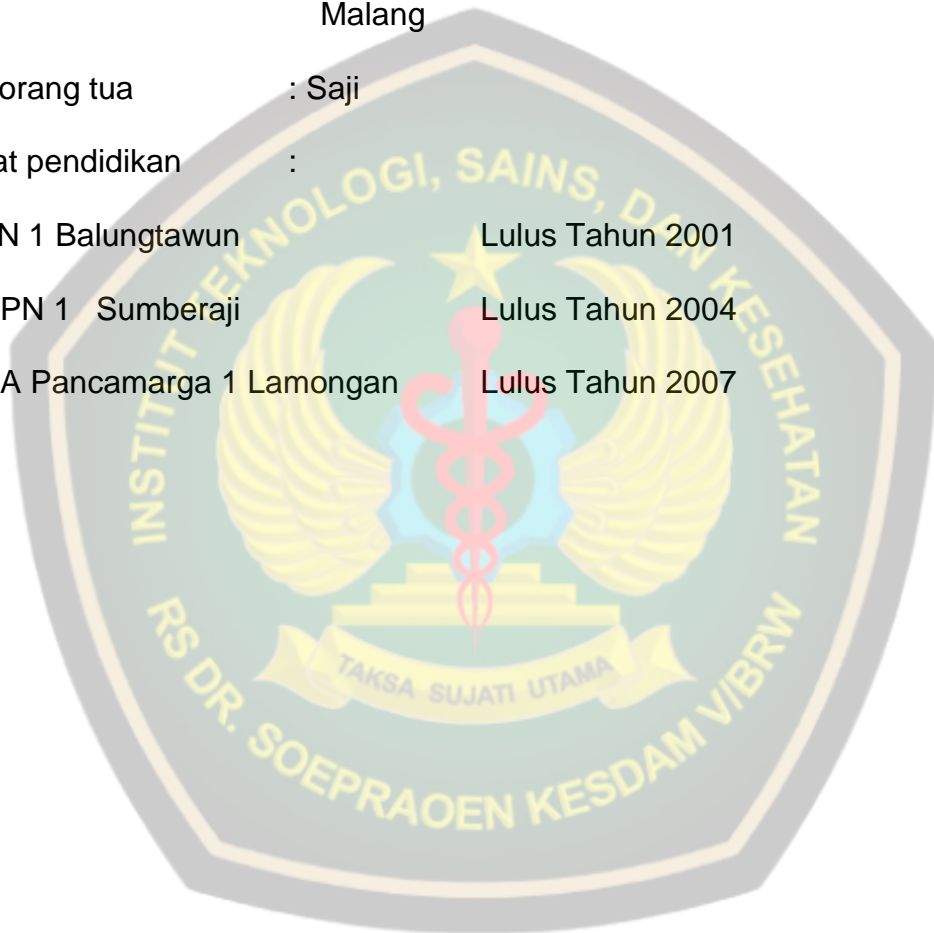 Malang
orang tua : Saji
at pendidikan :
N 1 Balungtawun Lulus Tahun 2001
PN 1 Sumberaji Lulus Tahun 2004
A Pancamarga 1 Lamongan Lulus Tahun 2007
INSTITUT TEKNOLOGI, SAINS, DAN KESEHATAN
TAKSA SUJATI UTAMA
RS DR. SOEPRAOEN KESDAM V/BRW